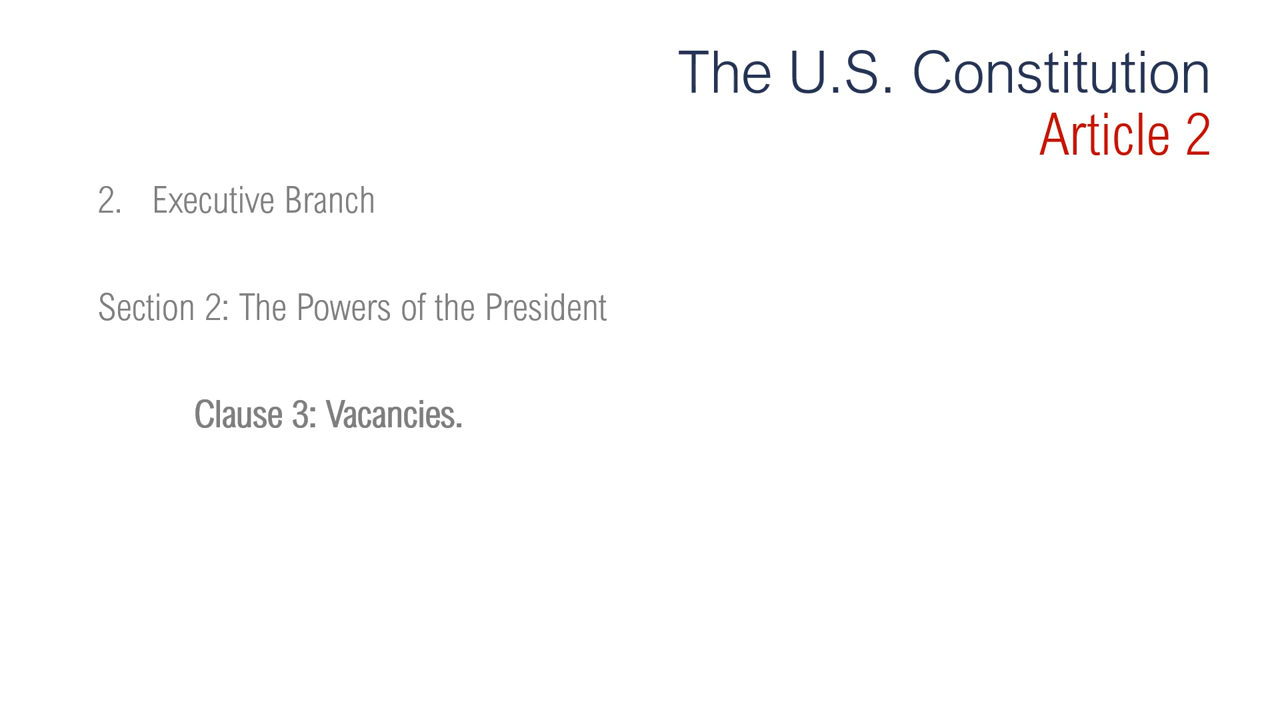 The U.S. Constitution
Article 2
2. Executive Branch
Section 2: The Powers of the President
Clause 3: Vacancies.